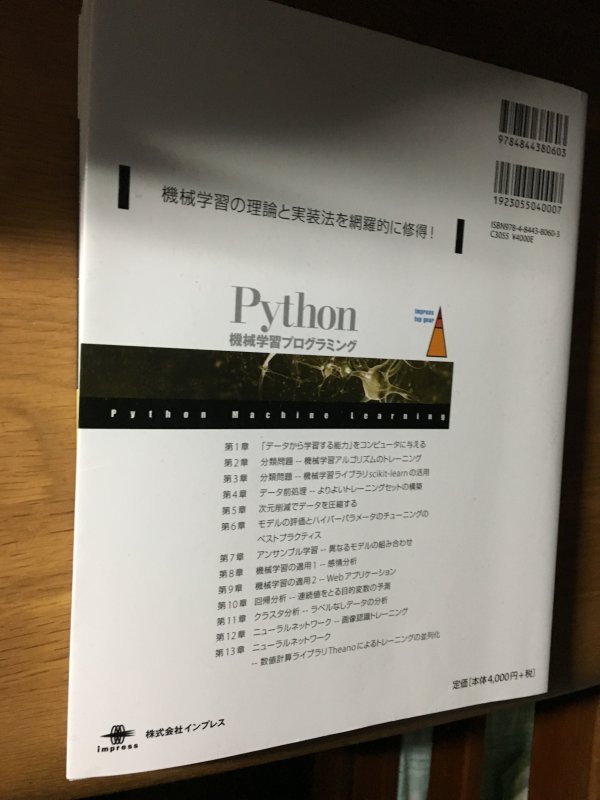 9784844380603
1923055040007
ISBN978-4-8443-8060-3
C3055 ¥4000E
機械学習の理論と実装法を網羅的に修得！
impress
top gear
Python
機械学習プログラミング
Python Machine Learning
第1章 「データから学習する能力」をコンピュータに与える
第2章 分類問題 -- 機械学習アルゴリズムのトレーニング
第3章 分類問題 -- 機械学習ライブラリscikit-learnの活用
第4章 データ前処理 -- よりよいトレーニングセットの構築
第5章 次元削減でデータを圧縮する
第6章 モデルの評価とハイパーパラメータのチューニングの
ベストプラクティス
第7章 アンサンブル学習 -- 異なるモデルの組み合わせ
第8章 機械学習の適用1 -- 感情分析
第9章 機械学習の適用2 -- Webアプリケーション
第10章 回帰分析 -- 連続値をとる目的変数の予測
第11章 クラスタ分析 -- ラベルなしデータの分析
第12章 ニューラルネットワーク -- 画像認識トレーニング
第13章 ニューラルネットワーク
-- 数値計算ライブラリTheanoによるトレーニングの並列化
定価［本体4,000円+税］
impress
株式会社インプレス